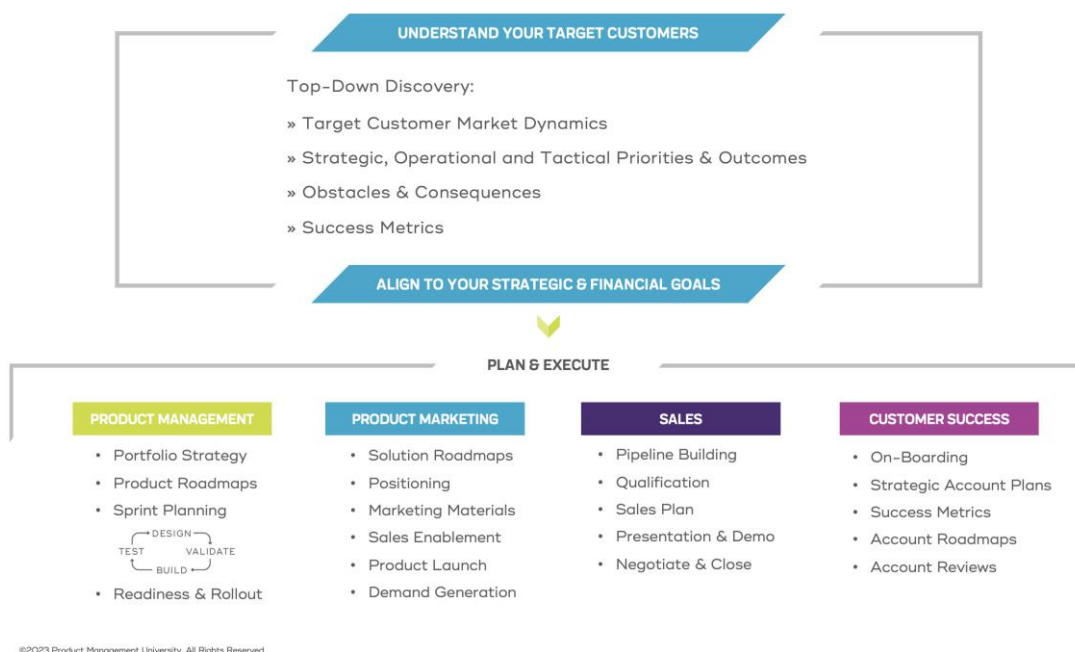 UNDERSTAND YOUR TARGET CUSTOMERS
Top-Down Discovery:
» Target Customer Market Dynamics
» Strategic, Operational and Tactical Priorities & Outcomes
» Obstacles & Consequences
» Success Metrics
ALIGN TO YOUR STRATEGIC & FINANCIAL GOALS
PLAN & EXECUTE
PRODUCT MANAGEMENT
• Portfolio Strategy
• Product Roadmaps
• Sprint Planning
DESIGN
TEST VALIDATE
BUILD
• Readiness & Rollout
PRODUCT MARKETING
• Solution Roadmaps
• Positioning
• Marketing Materials
• Sales Enablement
• Product Launch
• Demand Generation
SALES
• Pipeline Building
• Qualification
• Sales Plan
• Presentation & Demo
• Negotiate & Close
CUSTOMER SUCCESS
• On-Boarding
• Strategic Account Plans
• Success Metrics
• Account Roadmaps
• Account Reviews
©2023 Product Management University. All Rights Reserved